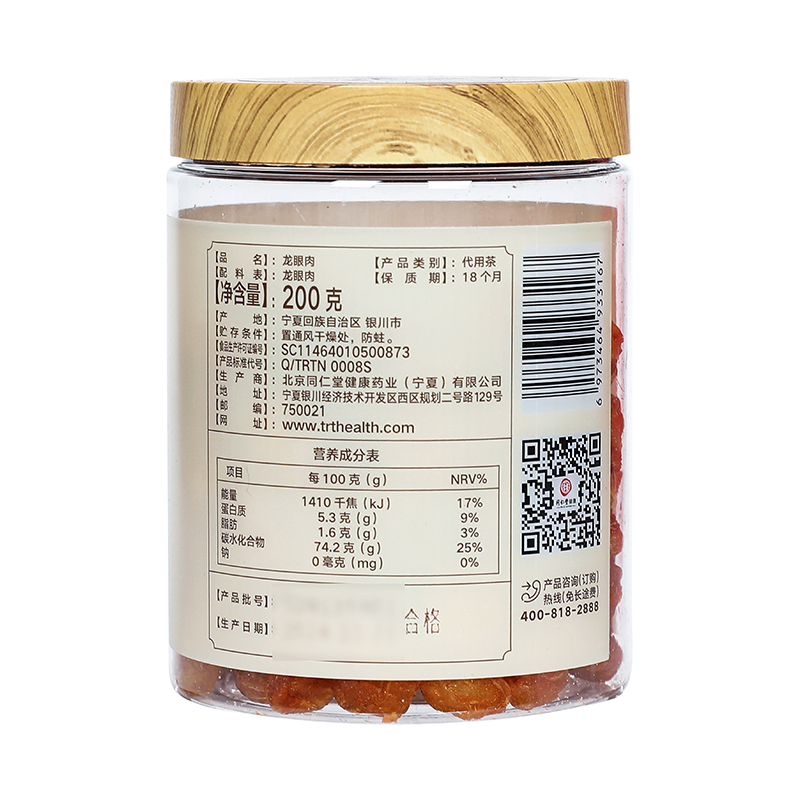 【品名】：龙眼肉 【产品类别】：代用茶
【配料表】：龙眼肉 【保质期】：18个月
【净含量】：200克
【产地】：宁夏回族自治区 银川市
【贮存条件】：置通风干燥处，防蛀。
【食品生产许可证编号】：SC11464010500873
【产品标准代号】：Q/TRTN 0008S
【生产商】：北京同仁堂健康药业（宁夏）有限公司
【地址】：宁夏银川经济技术开发区西区规划二号路129号
【邮编】：750021
【网址】：www.trthealth.com
营养成分表
项目 每100克（g） NRV%
能量 1410千焦（kJ） 17%
蛋白质 5.3克（g） 9%
脂肪 1.6克（g） 3%
碳水化合物 74.2克（g） 25%
钠 0毫克（mg） 0%
【产品批号】：
【生产日期】：
合格
6973464933167
产品咨询(订购)
热线(免长途费)
400-818-2888